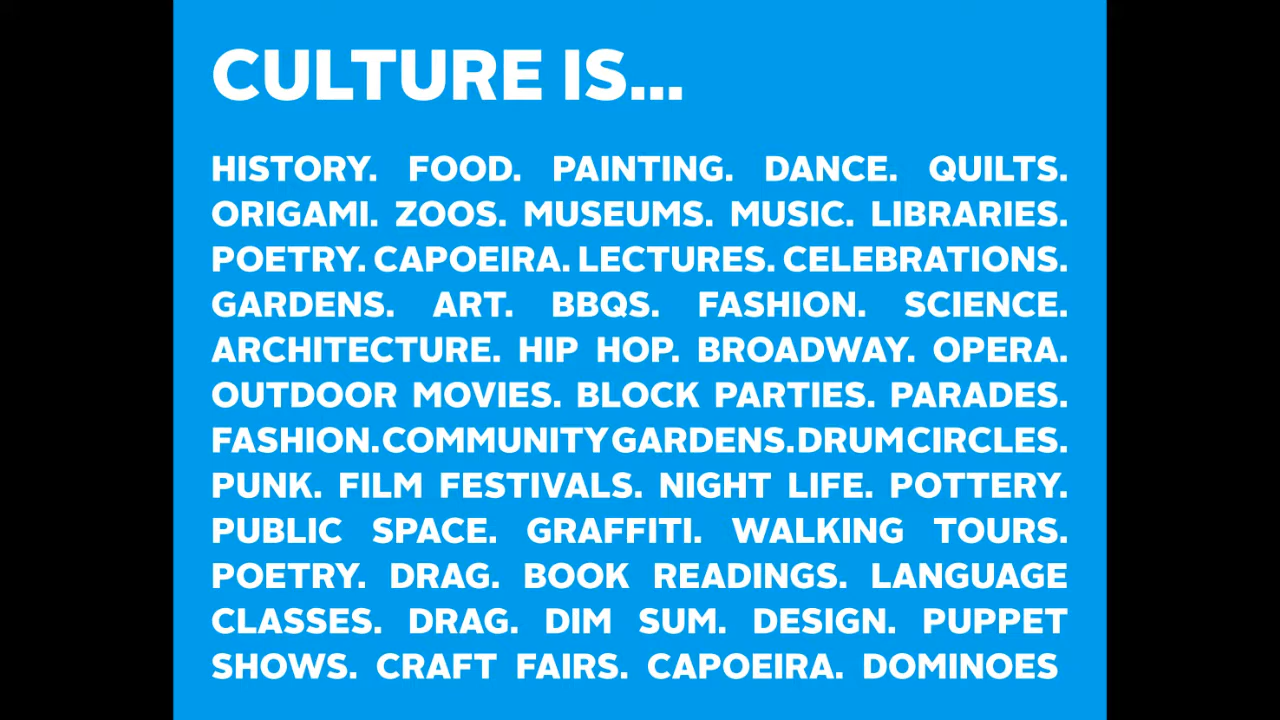 CULTURE IS...
HISTORY. FOOD. PAINTING. DANCE. QUILTS.
ORIGAMI. ZOOS. MUSEUMS. MUSIC. LIBRARIES.
POETRY. CAPOEIRA. LECTURES. CELEBRATIONS.
GARDENS. ART. BBQS. FASHION. SCIENCE.
ARCHITECTURE. HIP HOP. BROADWAY. OPERA.
OUTDOOR MOVIES. BLOCK PARTIES. PARADES.
FASHION. COMMUNITY GARDENS. DRUM CIRCLES.
PUNK. FILM FESTIVALS. NIGHT LIFE. POTTERY.
PUBLIC SPACE. GRAFFITI. WALKING TOURS.
POETRY. DRAG. BOOK READINGS. LANGUAGE
CLASSES. DRAG. DIM SUM. DESIGN. PUPPET
SHOWS. CRAFT FAIRS. CAPOEIRA. DOMINOES